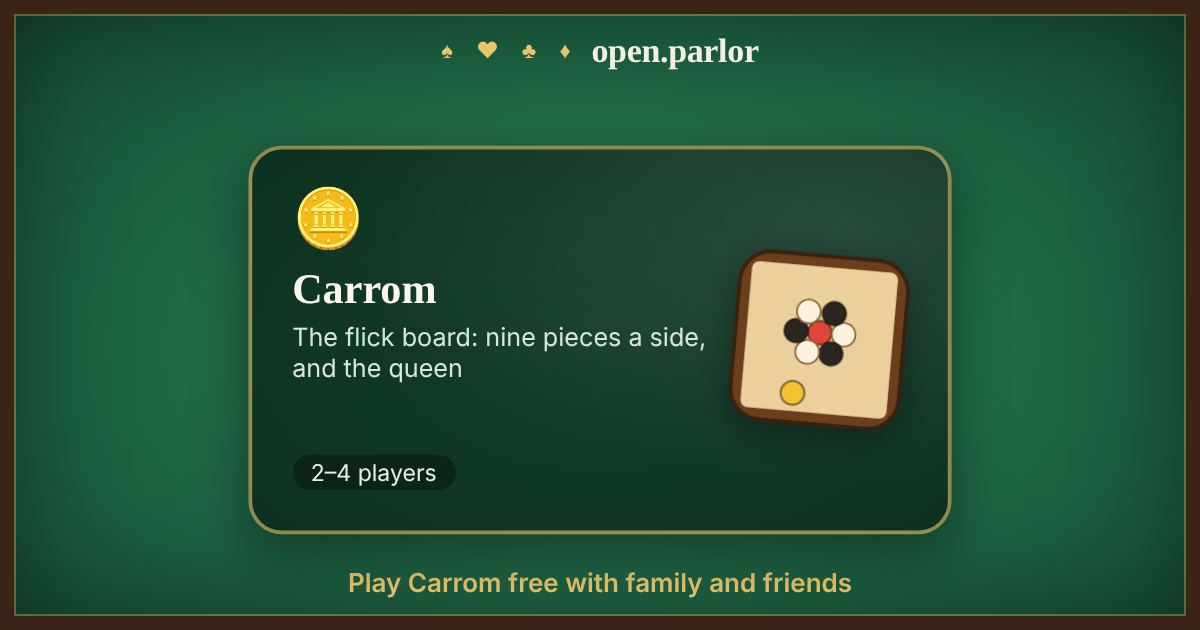 ♠ ♥ ♣ ♦ open.parlor
Carrom
The flick board: nine pieces a side,
and the queen
2–4 players
Play Carrom free with family and friends